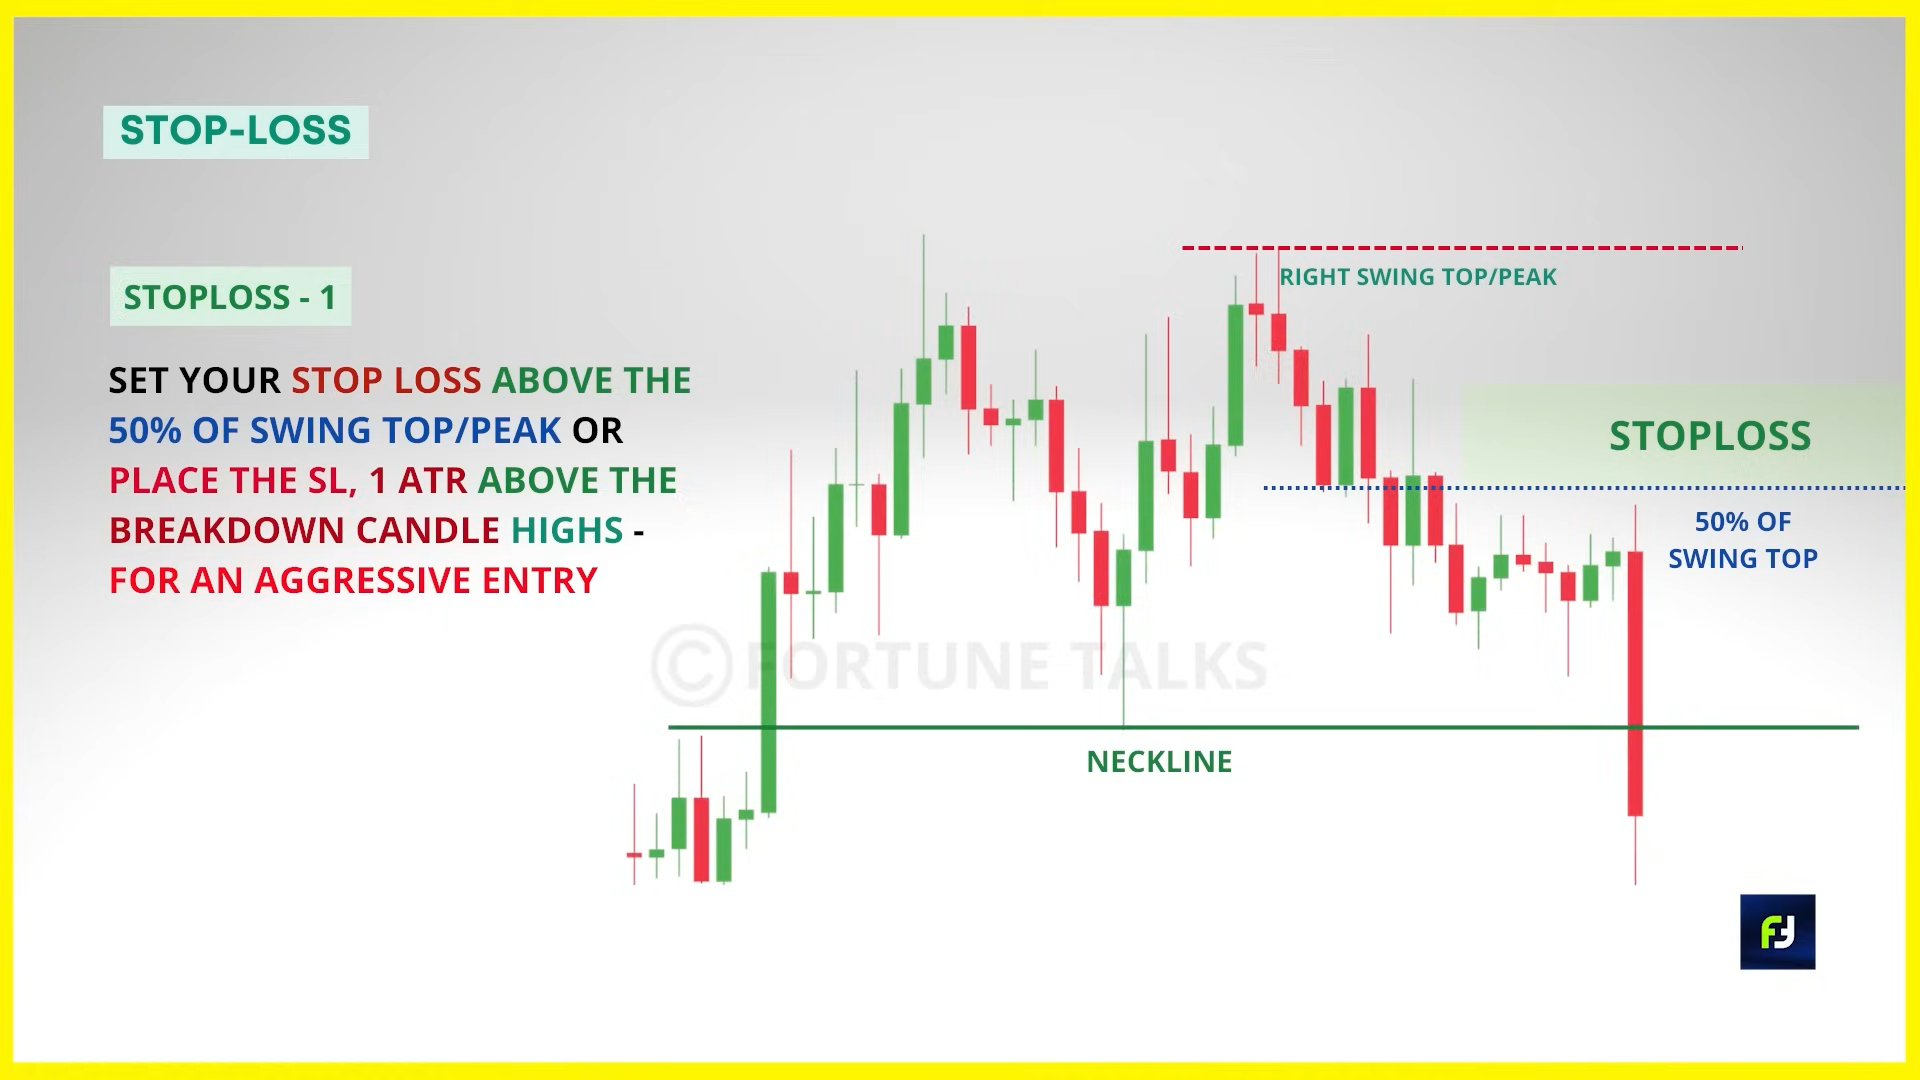 STOP-LOSS
STOPLOSS - 1
SET YOUR STOP LOSS ABOVE THE
50% OF SWING TOP/PEAK OR
PLACE THE SL, 1 ATR ABOVE THE
BREAKDOWN CANDLE HIGHS -
FOR AN AGGRESSIVE ENTRY
RIGHT SWING TOP/PEAK
STOPLOSS
50% OF
SWING TOP
© FORTUNE TALKS
NECKLINE